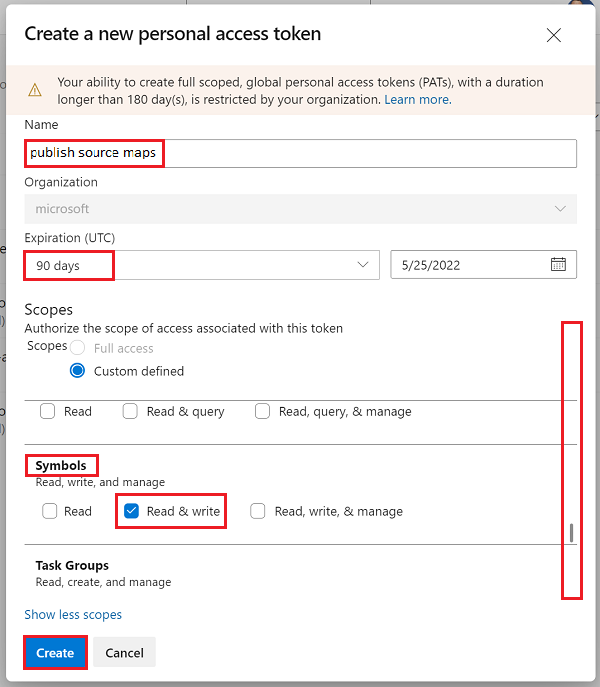 Create a new personal access token
Your ability to create full scoped, global personal access tokens (PATs), with a duration
longer than 180 day(s), is restricted by your organization. Learn more.
Name
publish source maps
Organization
microsoft
Expiration (UTC)
90 days
5/25/2022
Scopes
Authorize the scope of access associated with this token
Scopes
Full access
Custom defined
Read Read & query Read, query, & manage
Symbols
Read, write, and manage
Read Read & write Read, write, & manage
Task Groups
Read, create, and manage
Show less scopes
Create Cancel